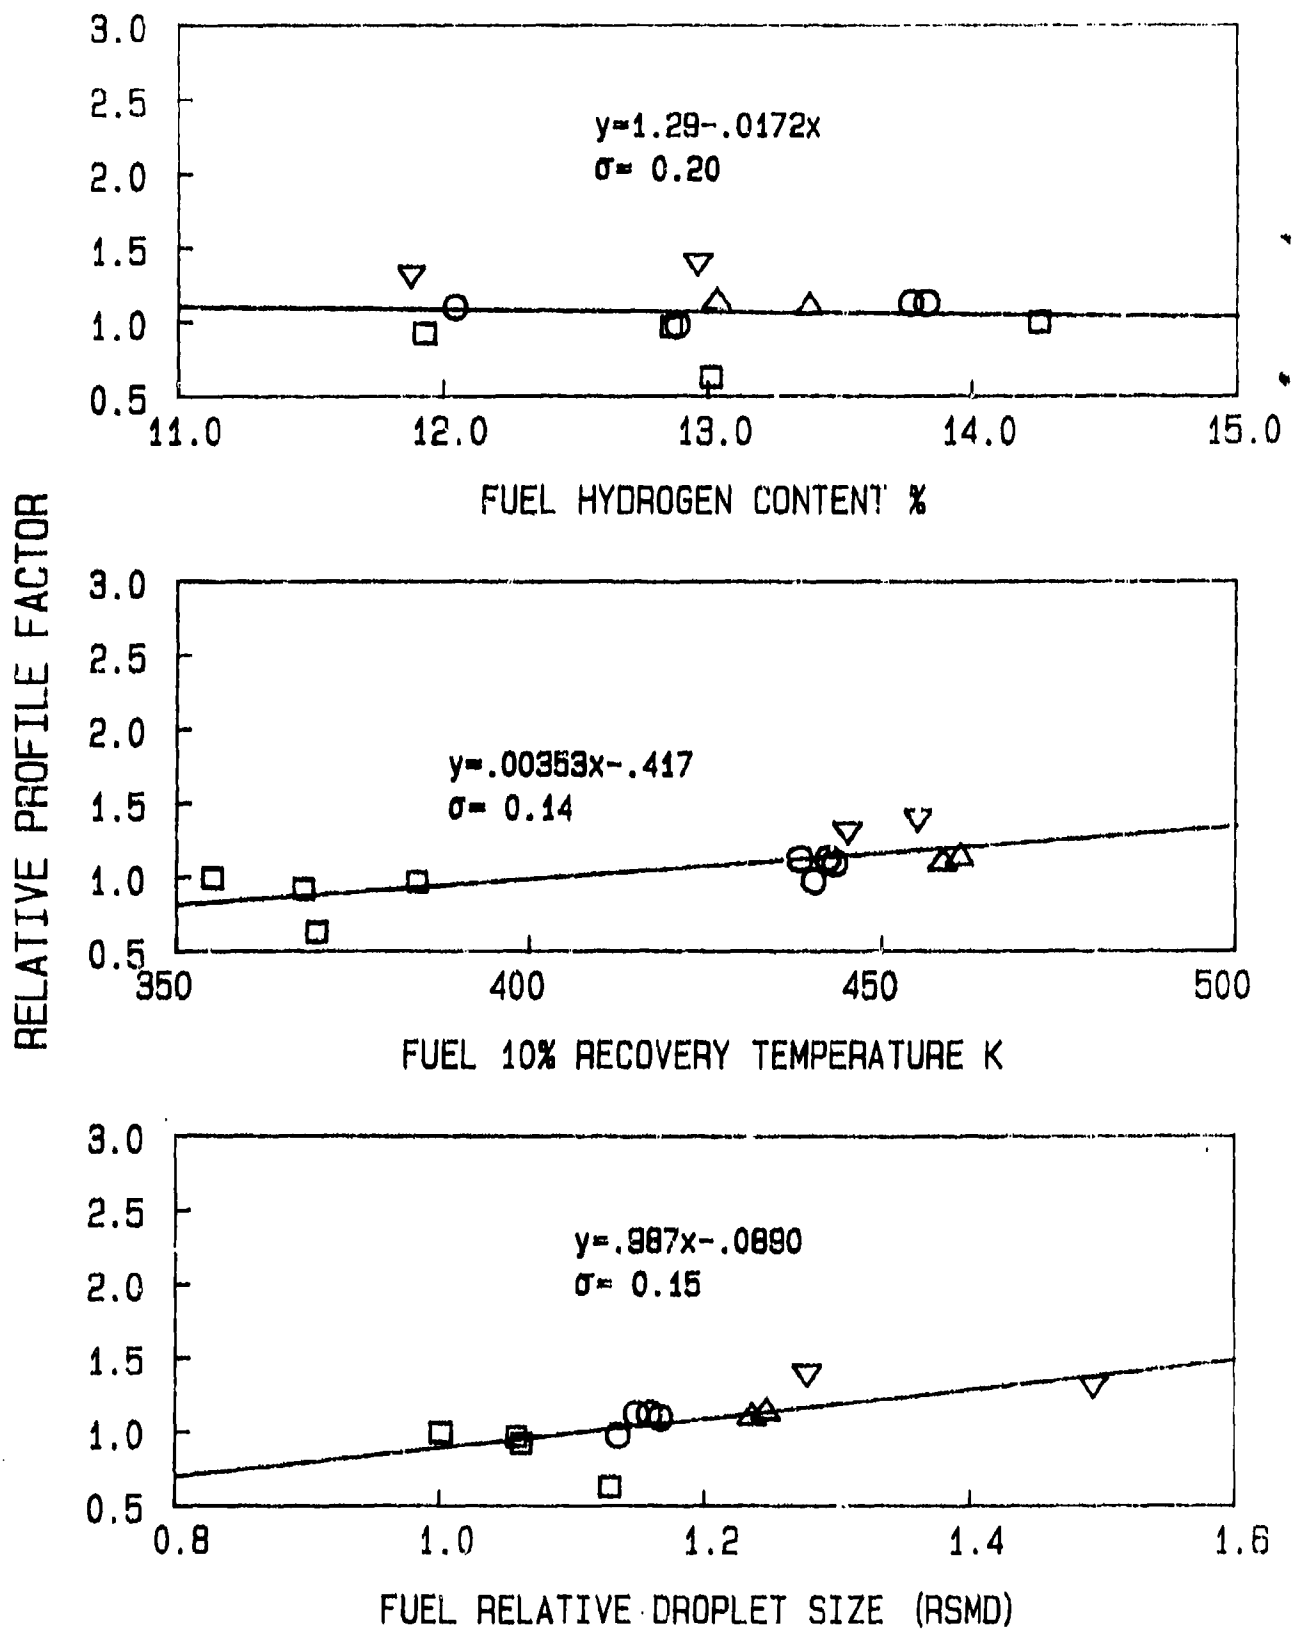 RELATIVE PROFILE FACTOR
3.0
2.5
2.0
1.5
1.0
0.5
y=1.29-.0172x
σ= 0.20
11.0 12.0 13.0 14.0 15.0
FUEL HYDROGEN CONTENT %
3.0
2.5
2.0
1.5
1.0
0.5
y=.00353x-.417
σ= 0.14
350 400 450 500
FUEL 10% RECOVERY TEMPERATURE K
3.0
2.5
2.0
1.5
1.0
0.5
y=.987x-.0890
σ= 0.15
0.8 1.0 1.2 1.4 1.6
FUEL RELATIVE DROPLET SIZE (RSMD)